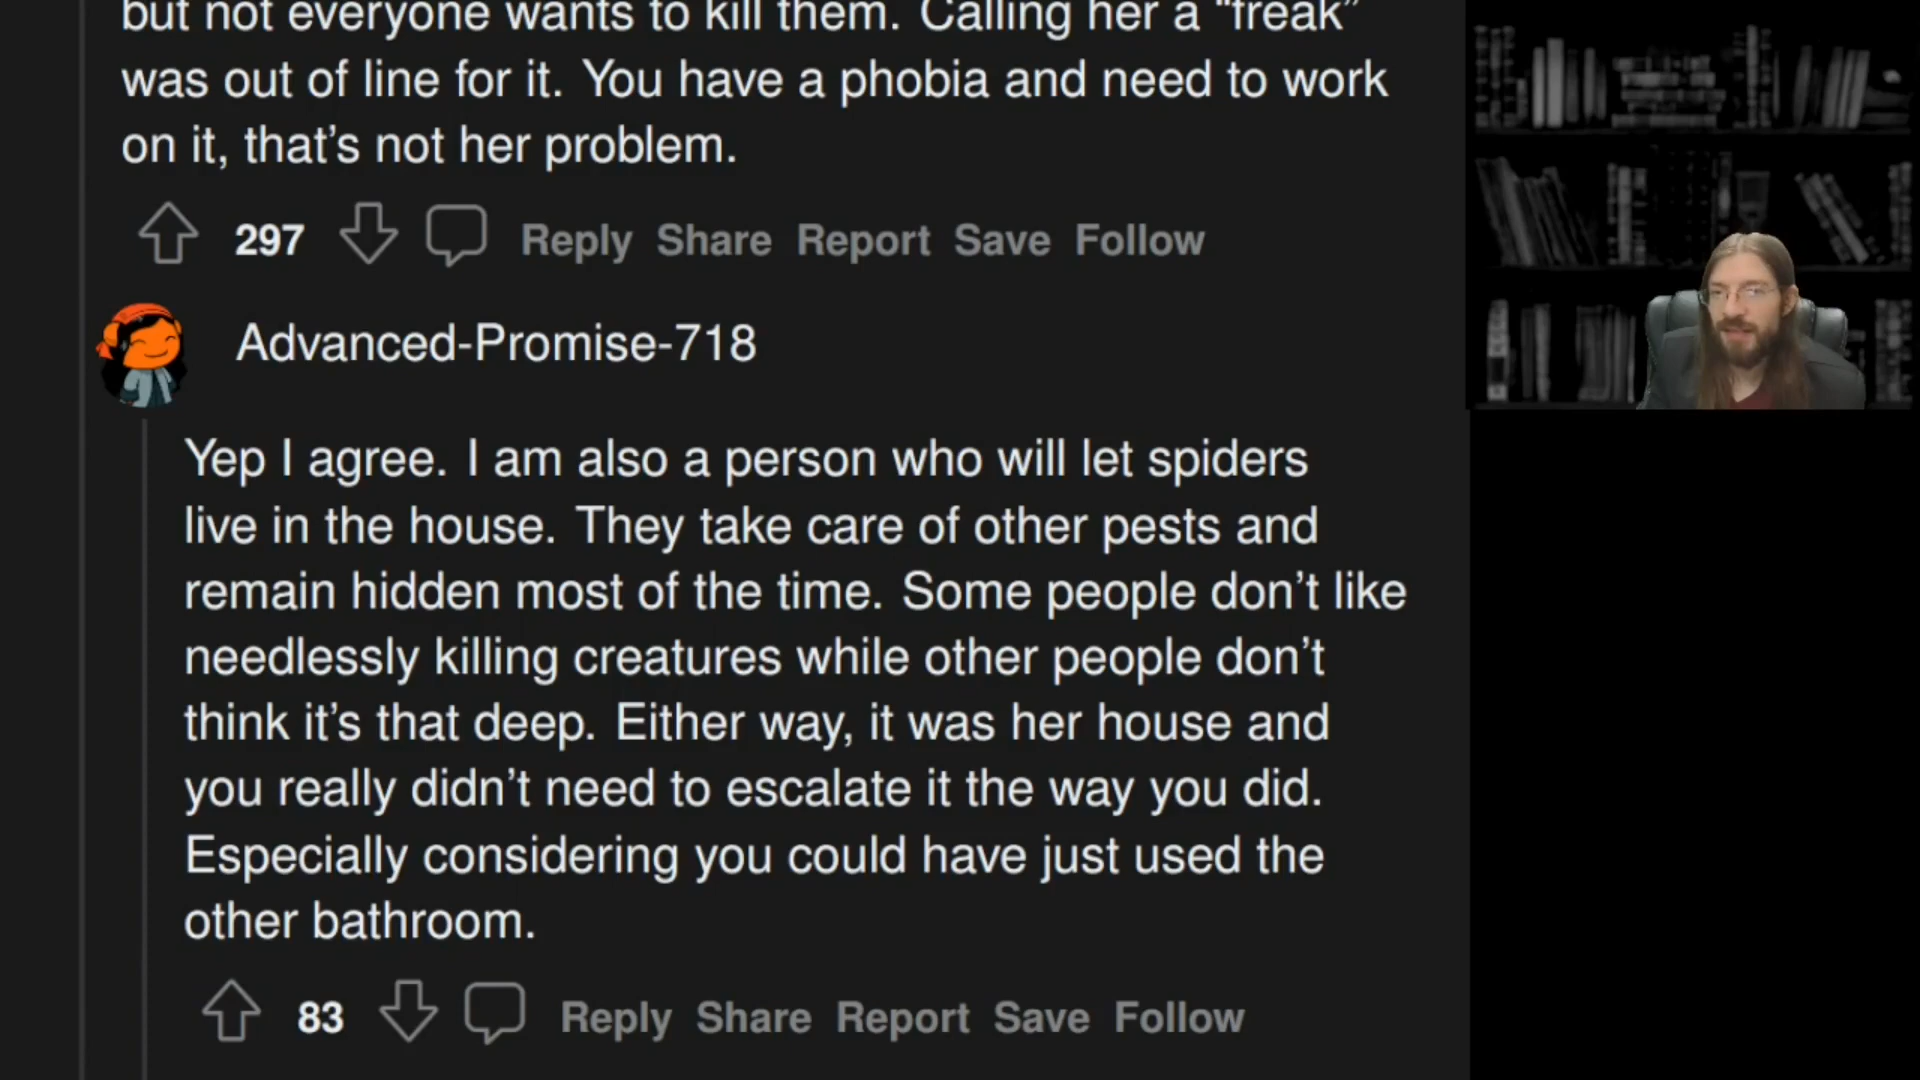 but not everyone wants to kill them. Calling her a “freak”
was out of line for it. You have a phobia and need to work
on it, that’s not her problem.
297 Reply Share Report Save Follow
Advanced-Promise-718
Yep I agree. I am also a person who will let spiders
live in the house. They take care of other pests and
remain hidden most of the time. Some people don’t like
needlessly killing creatures while other people don’t
think it’s that deep. Either way, it was her house and
you really didn’t need to escalate it the way you did.
Especially considering you could have just used the
other bathroom.
83 Reply Share Report Save Follow